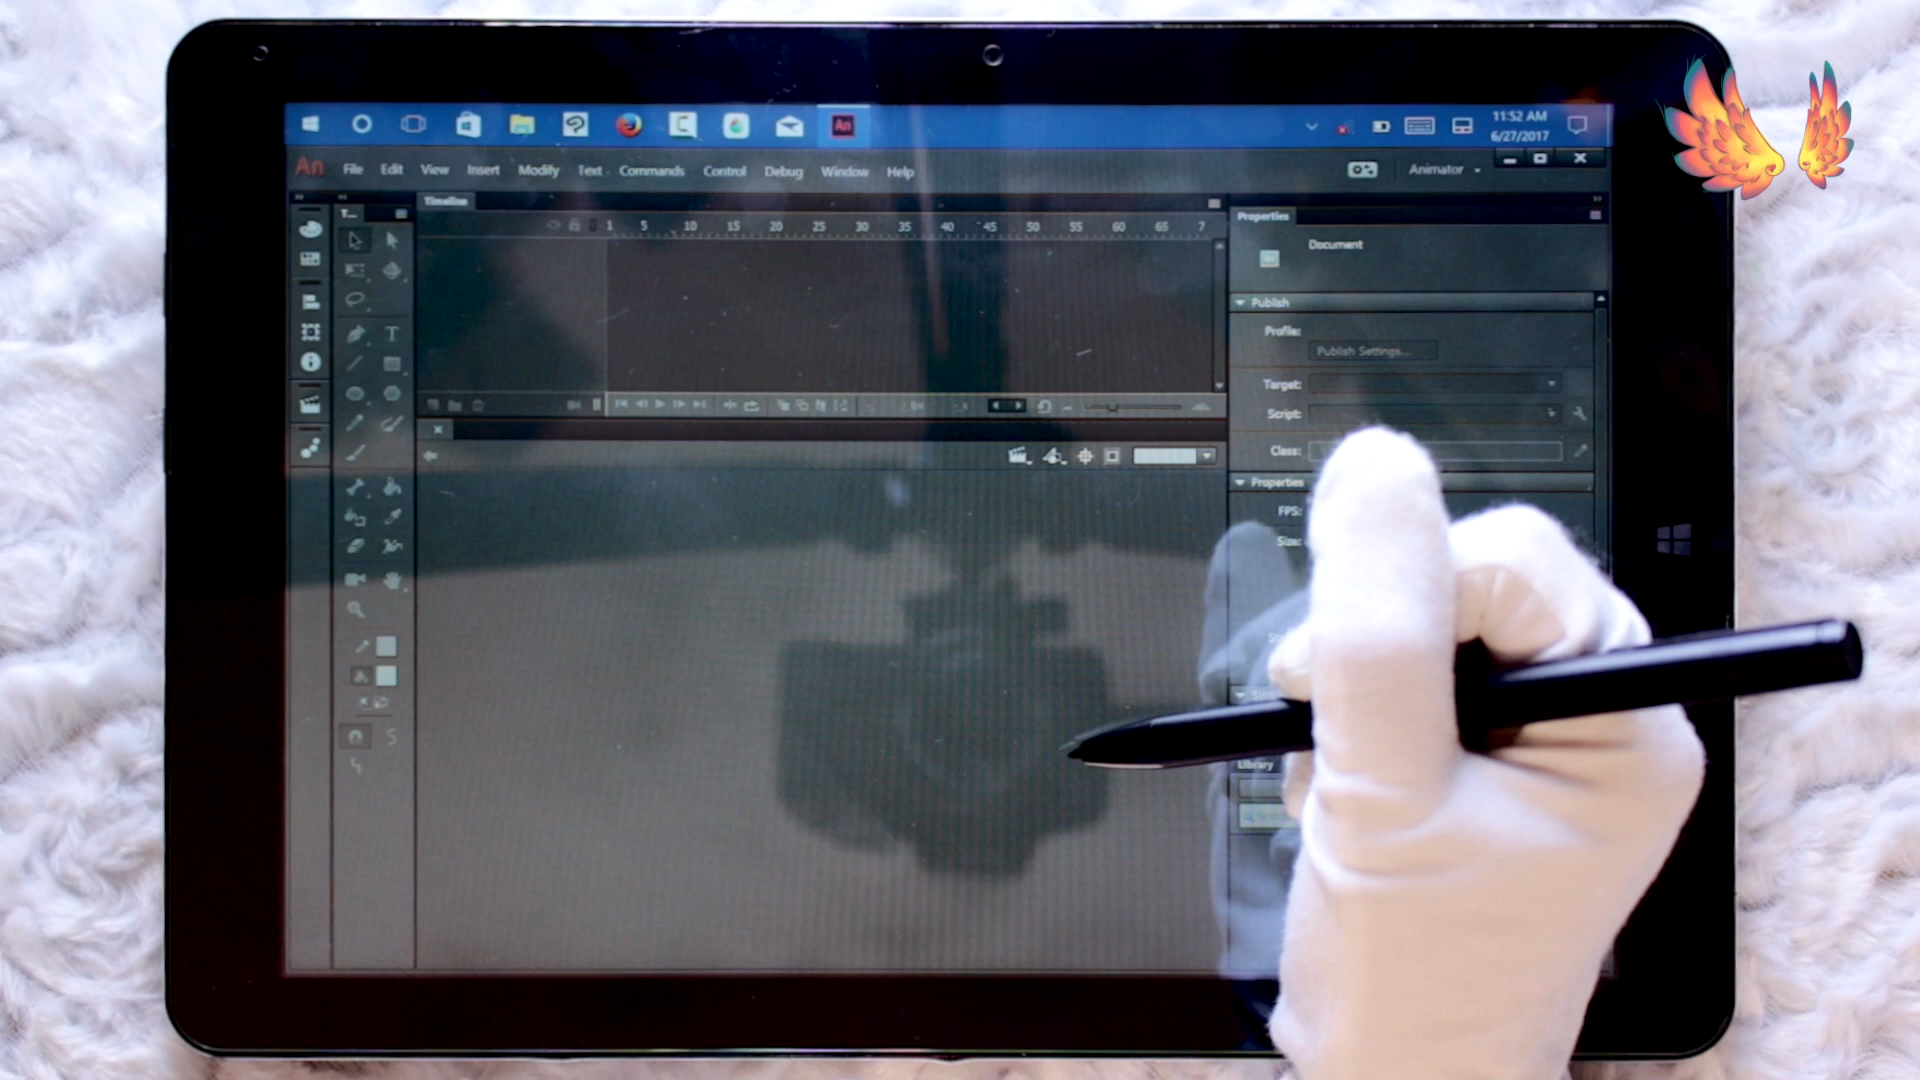 An
11:52 AM
6/27/2017
An File Edit View Insert Modify Text Commands Control Debug Window Help
Animator
T...
Timeline
1 5 10 15 20 25 30 35 40 45 50 55 60 65 7
Properties
Document
Publish
Profile:
Publish Settings...
Target:
Script:
Class:
Properties
FPS:
Size:
T
Library